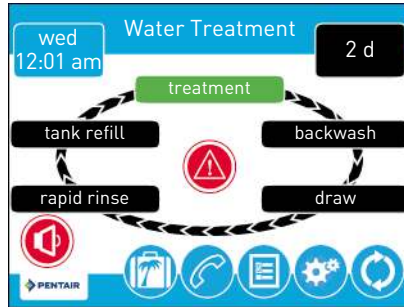 Water Treatment
wed
12:01 am
2 d
treatment
tank refill
backwash
rapid rinse
draw
PENTAIR